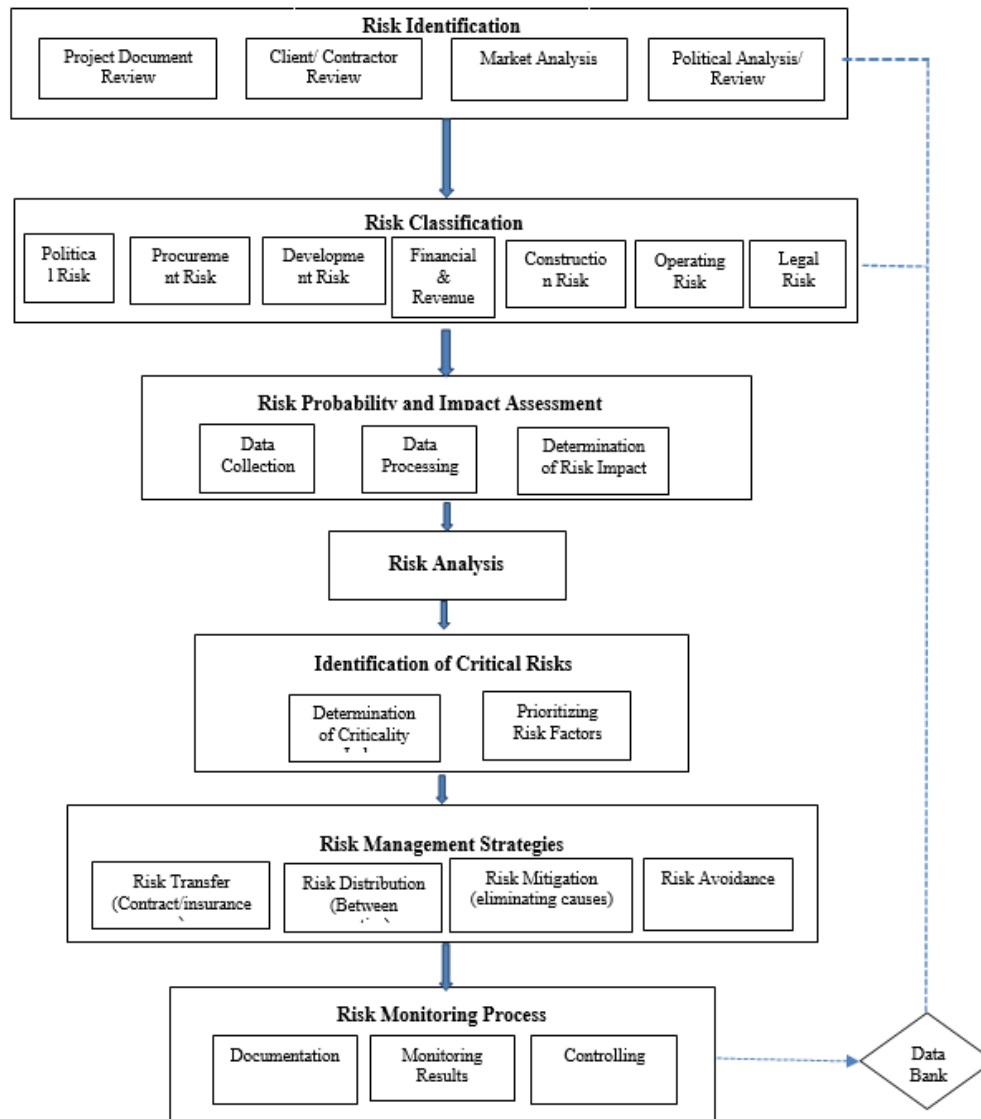 Risk Identification
Project Document
Review
Client/ Contractor
Review
Market Analysis
Political Analysis/
Review
Risk Classification
Politica
l Risk
Procureme
nt Risk
Developme
nt Risk
Financial
&
Revenue
Constructio
n Risk
Operating
Risk
Legal
Risk
Risk Probability and Impact Assessment
Data
Collection
Data
Processing
Determination
of Risk Impact
Risk Analysis
Identification of Critical Risks
Determination
of Criticality
Prioritizing
Risk Factors
Risk Management Strategies
Risk Transfer
(Contract/insurance
)
Risk Distribution
(Between
Risk Mitigation
(eliminating causes)
Risk Avoidance
Risk Monitoring Process
Documentation
Monitoring
Results
Controlling
Data
Bank